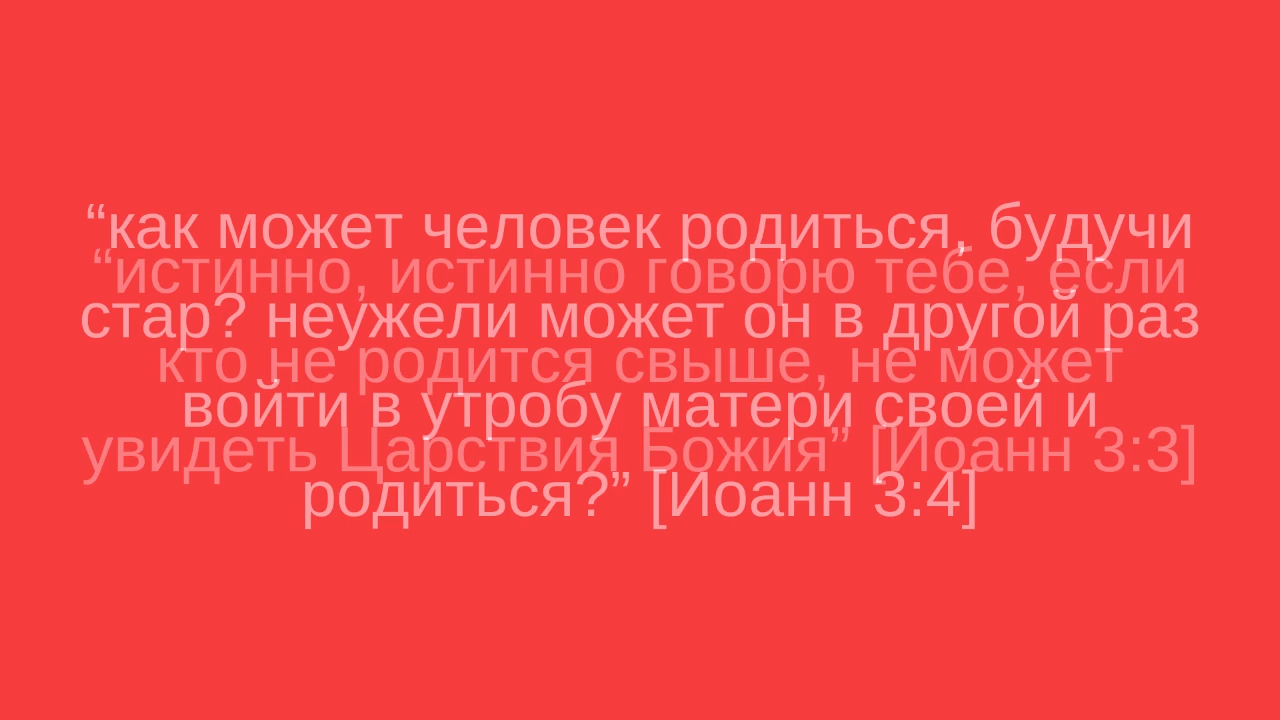 “как может человек родиться, будучи
стар? неужели может он в другой раз
войти в утробу матери своей и
родиться?” [Иоанн 3:4]
“истинно, истинно говорю тебе, если
кто не родится свыше, не может
увидеть Царствия Божия” [Иоанн 3:3]